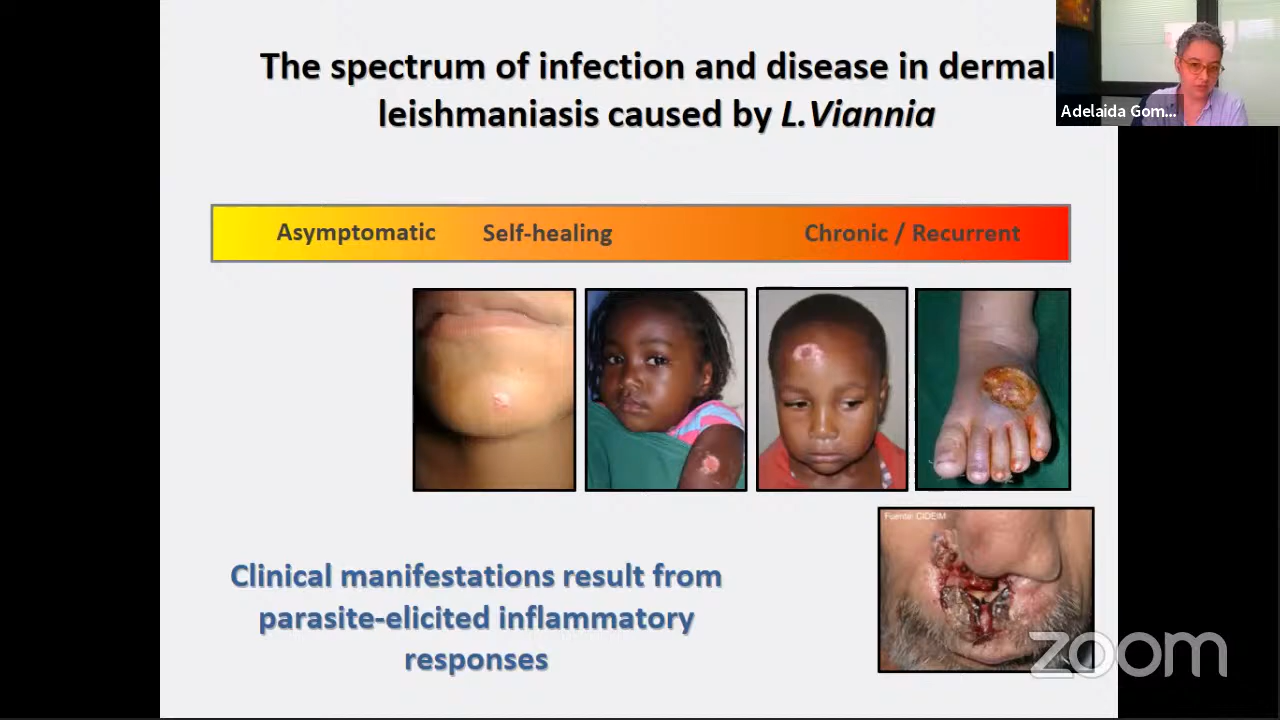 The spectrum of infection and disease in dermal
leishmaniasis caused by L.Viannia
Adelaida Gom...
Asymptomatic Self-healing Chronic / Recurrent
Fuente: CIDEIM
Clinical manifestations result from
parasite-elicited inflammatory
responses
zoom